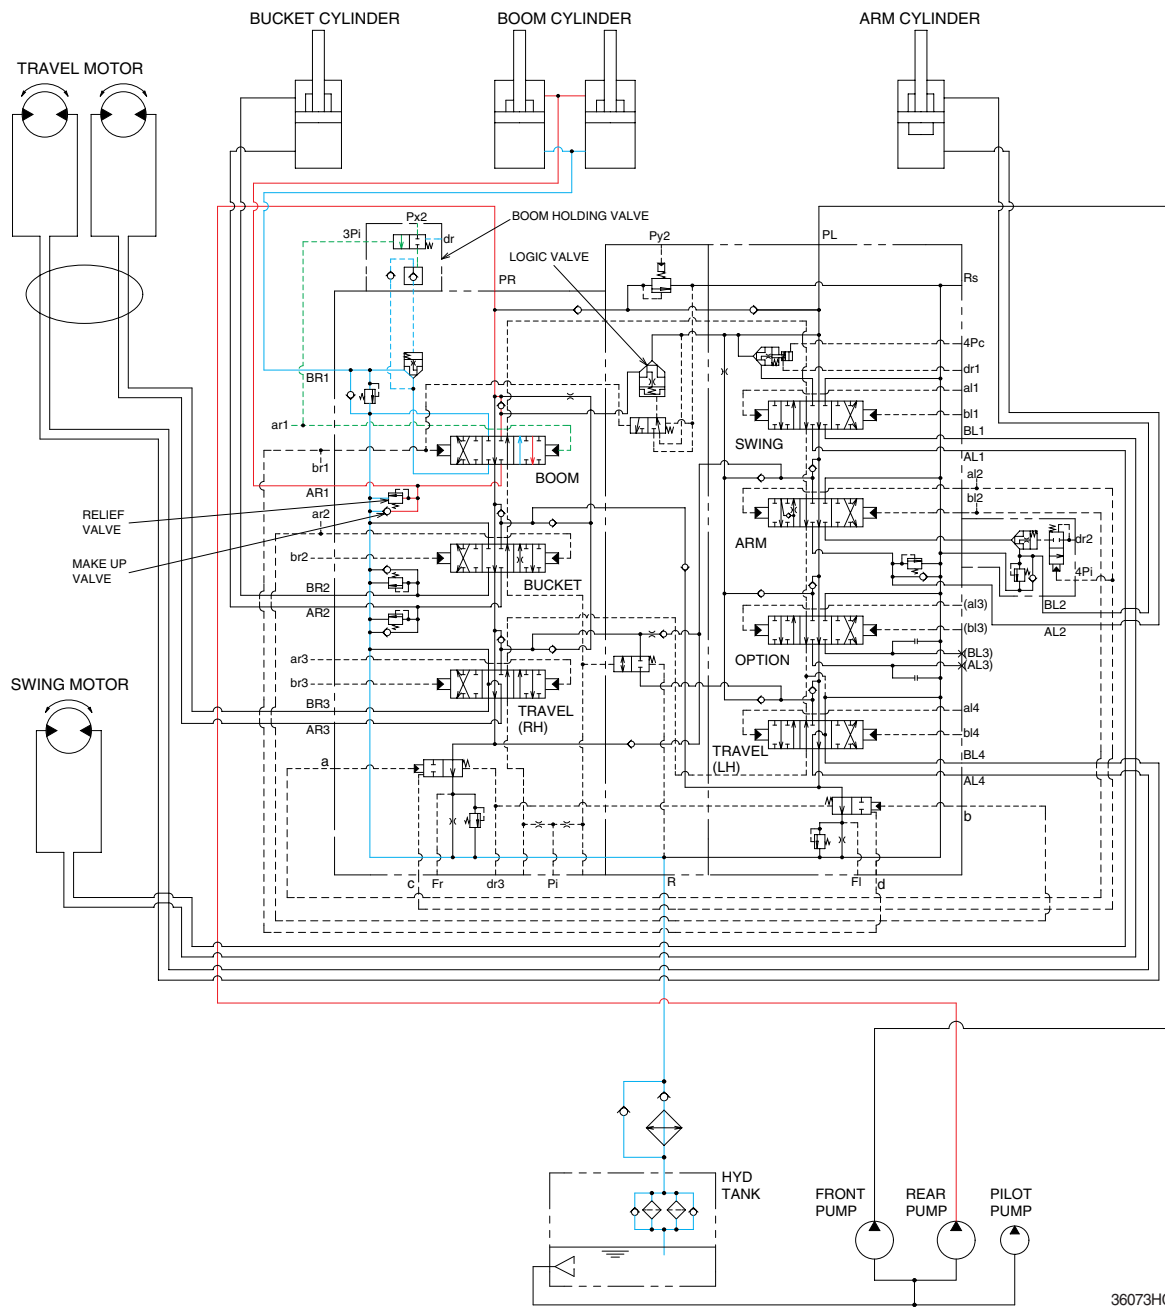 BUCKET CYLINDER
BOOM CYLINDER
ARM CYLINDER
TRAVEL MOTOR
Px2
BOOM HOLDING VALVE
3Pi
dr
Py2
PL
LOGIC VALVE
PR
Rs
4Pc
dr1
BR1
al1
bl1
ar1
SWING
BL1
br1
BOOM
AL1
al2
AR1
bl2
RELIEF
VALVE
ar2
ARM
dr2
br2
MAKE UP
VALVE
BUCKET
4Pi
BR2
BL2
(al3)
AR2
(bl3)
AL2
OPTION
(BL3)
ar3
(AL3)
SWING MOTOR
br3
BR3
TRAVEL
(RH)
al4
AR3
bl4
TRAVEL
(LH)
BL4
a
AL4
b
c
Fr
dr3
Pi
R
Fl
d
HYD
TANK
FRONT
PUMP
REAR
PUMP
PILOT
PUMP